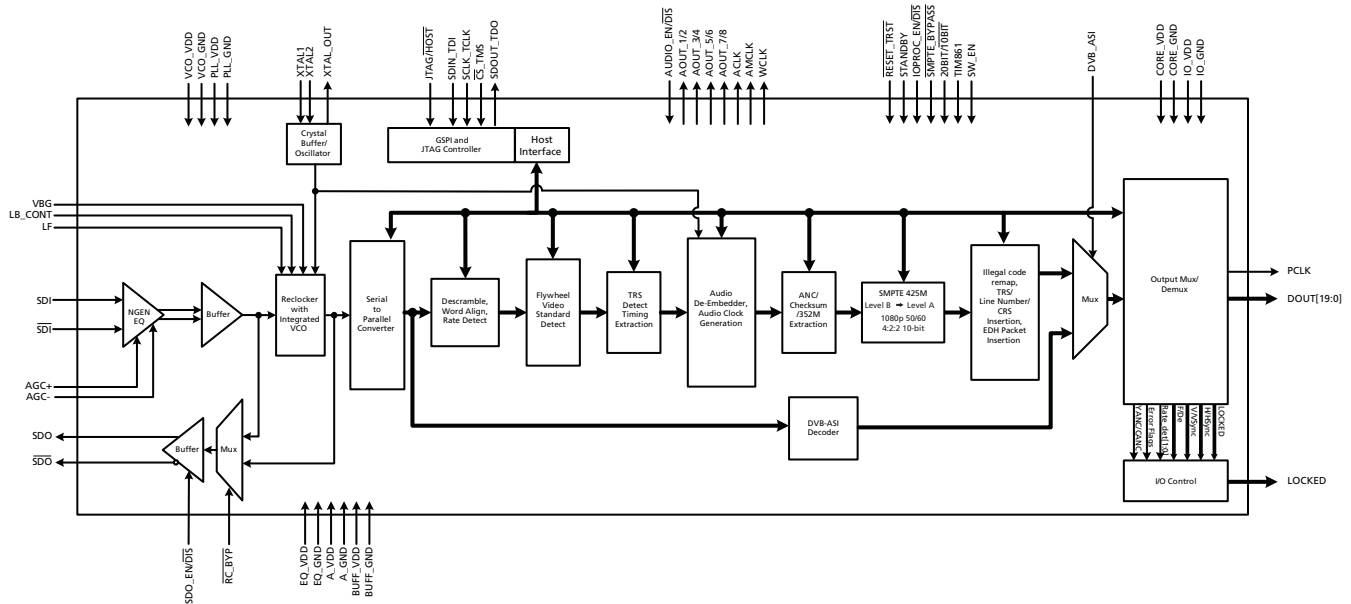 VCO_VDD
VCO_GND
PLL_VDD
PLL_GND
XTAL1
XTAL2
XTAL_OUT
JTAG/HOST
SDIN_TDI
SCLK_TCLK
CS_TMS
SDOUT_TDO
AUDIO_EN/DIS
AOUT_1/2
AOUT_3/4
AOUT_5/6
AOUT_7/8
ACLK
AMCLK
WCLK
RESET_TRST
STANDBY
IOPROC_EN/DIS
SMPTE_BYPASS
20BIT/10BIT
TIM861
SW_EN
DVB_ASI
CORE_VDD
CORE_GND
IO_VDD
IO_GND
Crystal
Buffer/
Oscillator
GSPI and
JTAG Controller
Host
Interface
VBG
LB_CONT
LF
SDI
SDI
AGC+
AGC-
SDO
SDO
NGEN
EQ
Buffer
Reclocker
with
Integrated
VCO
Serial
to
Parallel
Converter
Descramble,
Word Align,
Rate Detect
Flywheel
Video
Standard
Detect
TRS
Detect
Timing
Extraction
Audio
De-Embedder,
Audio Clock
Generation
ANC/
Checksum
/352M
Extraction
SMPTE 425M
Level B → Level A
1080p 50/60
4:2:2 10-bit
Illegal code
remap,
TRS/
Line Number/
CRS
Insertion,
EDH Packet
Insertion
Mux
Output Mux/
Demux
PCLK
DOUT[19:0]
DVB-ASI
Decoder
Buffer
Mux
YANC/CANC
Error Flags
Rate_det[1:0]
F/De
V/VSync
H/HSync
LOCKED
I/O Control
LOCKED
SDO_EN/DIS
RC_BYP
EQ_VDD
EQ_GND
A_VDD
A_GND
BUFF_VDD
BUFF_GND